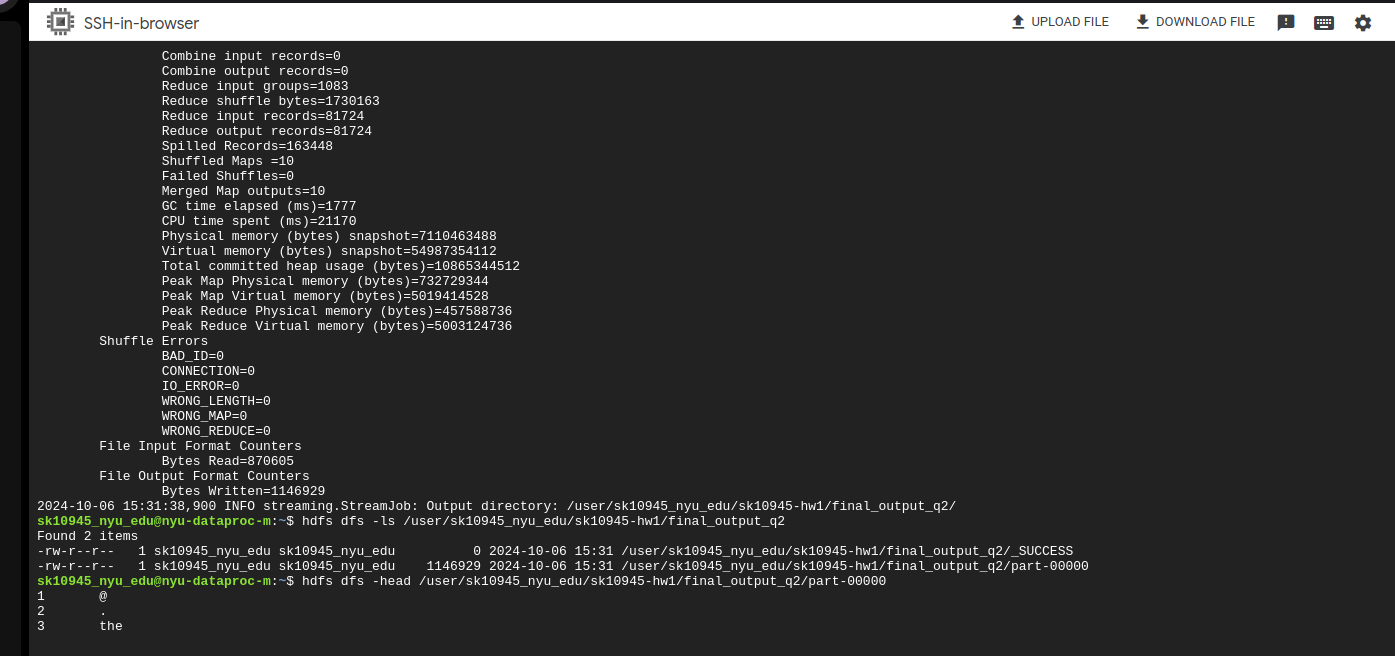 SSH-in-browser UPLOAD FILE DOWNLOAD FILE
Combine input records=0
Combine output records=0
Reduce input groups=1083
Reduce shuffle bytes=1730163
Reduce input records=81724
Reduce output records=81724
Spilled Records=163448
Shuffled Maps =10
Failed Shuffles=0
Merged Map outputs=10
GC time elapsed (ms)=1777
CPU time spent (ms)=21170
Physical memory (bytes) snapshot=7110463488
Virtual memory (bytes) snapshot=54987354112
Total committed heap usage (bytes)=10865344512
Peak Map Physical memory (bytes)=732729344
Peak Map Virtual memory (bytes)=5019414528
Peak Reduce Physical memory (bytes)=457588736
Peak Reduce Virtual memory (bytes)=5003124736
Shuffle Errors
BAD_ID=0
CONNECTION=0
IO_ERROR=0
WRONG_LENGTH=0
WRONG_MAP=0
WRONG_REDUCE=0
File Input Format Counters
Bytes Read=870605
File Output Format Counters
Bytes Written=1146929
2024-10-06 15:31:38,900 INFO streaming.StreamJob: Output directory: /user/sk10945_nyu_edu/sk10945-hw1/final_output_q2/
sk10945_nyu_edu@nyu-dataproc-m:~$ hdfs dfs -ls /user/sk10945_nyu_edu/sk10945-hw1/final_output_q2
Found 2 items
-rw-r--r--   1 sk10945_nyu_edu sk10945_nyu_edu          0 2024-10-06 15:31 /user/sk10945_nyu_edu/sk10945-hw1/final_output_q2/_SUCCESS
-rw-r--r--   1 sk10945_nyu_edu sk10945_nyu_edu    1146929 2024-10-06 15:31 /user/sk10945_nyu_edu/sk10945-hw1/final_output_q2/part-00000
sk10945_nyu_edu@nyu-dataproc-m:~$ hdfs dfs -head /user/sk10945_nyu_edu/sk10945-hw1/final_output_q2/part-00000
1       @
2       .
3       the